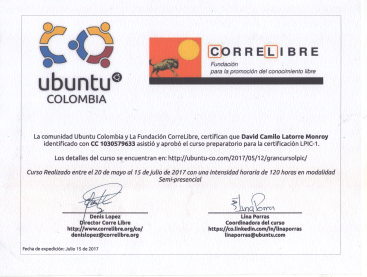 ubuntu
COLOMBIA
CORRELIBRE
Fundación
para la promoción del conocimiento libre
La comunidad Ubuntu Colombia y La Fundación CorreLibre, certifican que David Camilo Latorre Monroy
identificado con CC 1030579633 asistió y aprobó el curso preparatorio para la certificación LPIC-1.
Los detalles del curso se encuentran en: http://ubuntu-co.com/2017/05/12/grancursolpic/
Curso Realizado entre el 20 de mayo al 15 de julio de 2017 con una intensidad horaria de 120 horas en modalidad
Semi-presencial
Lina Porras
Denis Lopez
Director Corre Libre
http://www.correlibre.org/co/
denislopez@correlibre.org
Lina Porras
Coordinadora del curso
https://co.linkedin.com/in/linaporras
linaporras@ubuntu.com
Fecha de expedición: Julio 15 de 2017